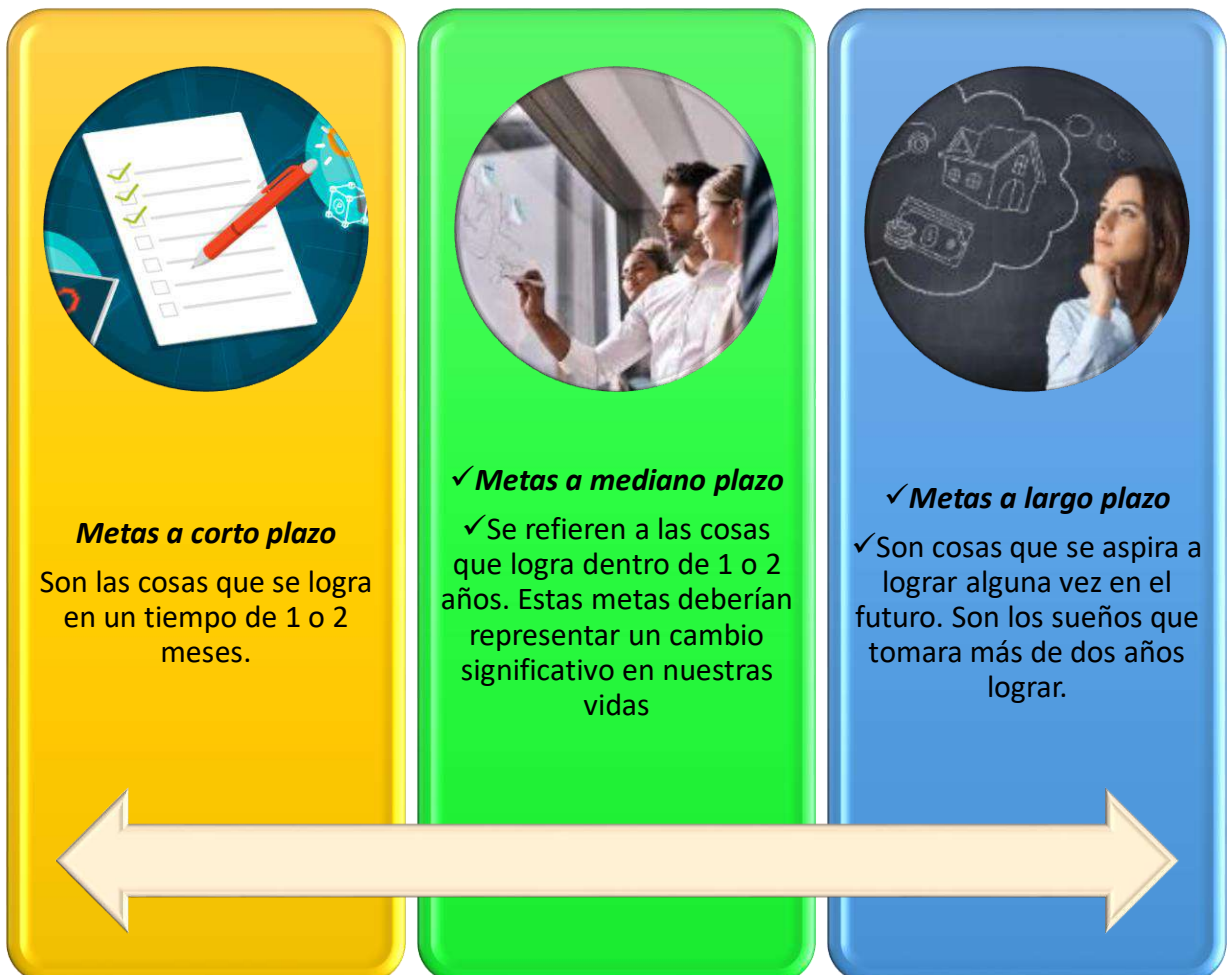 Metas a corto plazo
Son las cosas que se logra
en un tiempo de 1 o 2
meses.
✓Metas a mediano plazo
✓Se refieren a las cosas
que logra dentro de 1 o 2
años. Estas metas deberían
representar un cambio
significativo en nuestras
vidas
✓Metas a largo plazo
✓Son cosas que se aspira a
lograr alguna vez en el
futuro. Son los sueños que
tomara más de dos años
lograr.